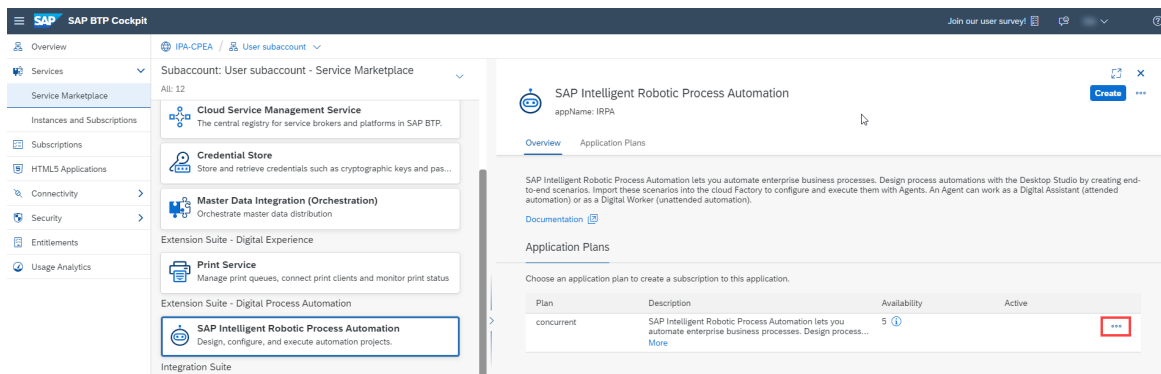 SAP SAP BTP Cockpit
Join our user survey!
Overview
Services
Service Marketplace
Instances and Subscriptions
Subscriptions
HTML5 Applications
Connectivity
Security
Entitlements
Usage Analytics
IPA-CPEA / User subaccount
Subaccount: User subaccount - Service Marketplace
All: 12
Cloud Service Management Service
The central registry for service brokers and platforms in SAP BTP.
Credential Store
Store and retrieve credentials such as cryptographic keys and pas...
Master Data Integration (Orchestration)
Orchestrate master data distribution
Extension Suite - Digital Experience
Print Service
Manage print queues, connect print clients and monitor print status
Extension Suite - Digital Process Automation
SAP Intelligent Robotic Process Automation
Design, configure, and execute automation projects.
Integration Suite
SAP Intelligent Robotic Process Automation
appName: IRPA
Create
Overview Application Plans
SAP Intelligent Robotic Process Automation lets you automate enterprise business processes. Design process automations with the Desktop Studio by creating end-
to-end scenarios. Import these scenarios into the cloud Factory to configure and execute them with Agents. An Agent can work as a Digital Assistant (attended
automation) or as a Digital Worker (unattended automation).
Documentation
Application Plans
Choose an application plan to create a subscription to this application.
Plan Description Availability Active
concurrent SAP Intelligent Robotic Process Automation lets you 5
automate enterprise business processes. Design process...
More